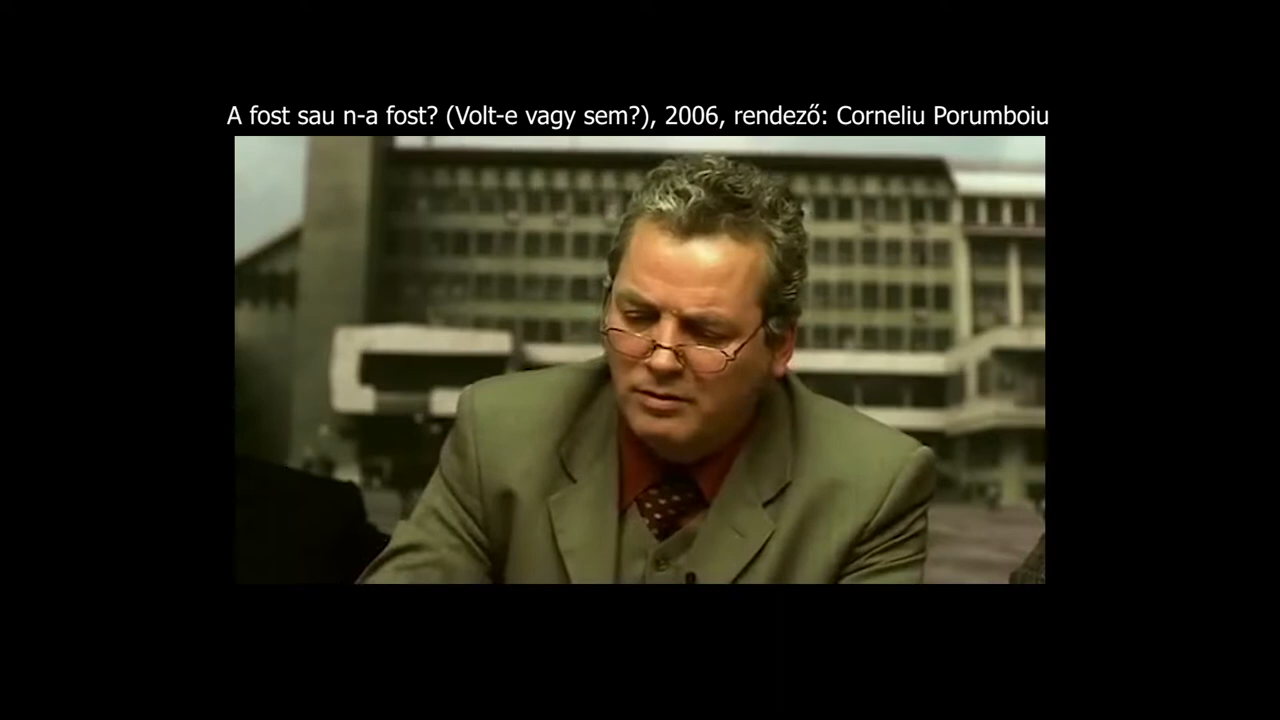 A fost sau n-a fost? (Volt-e vagy sem?), 2006, rendező: Corneliu Porumboiu